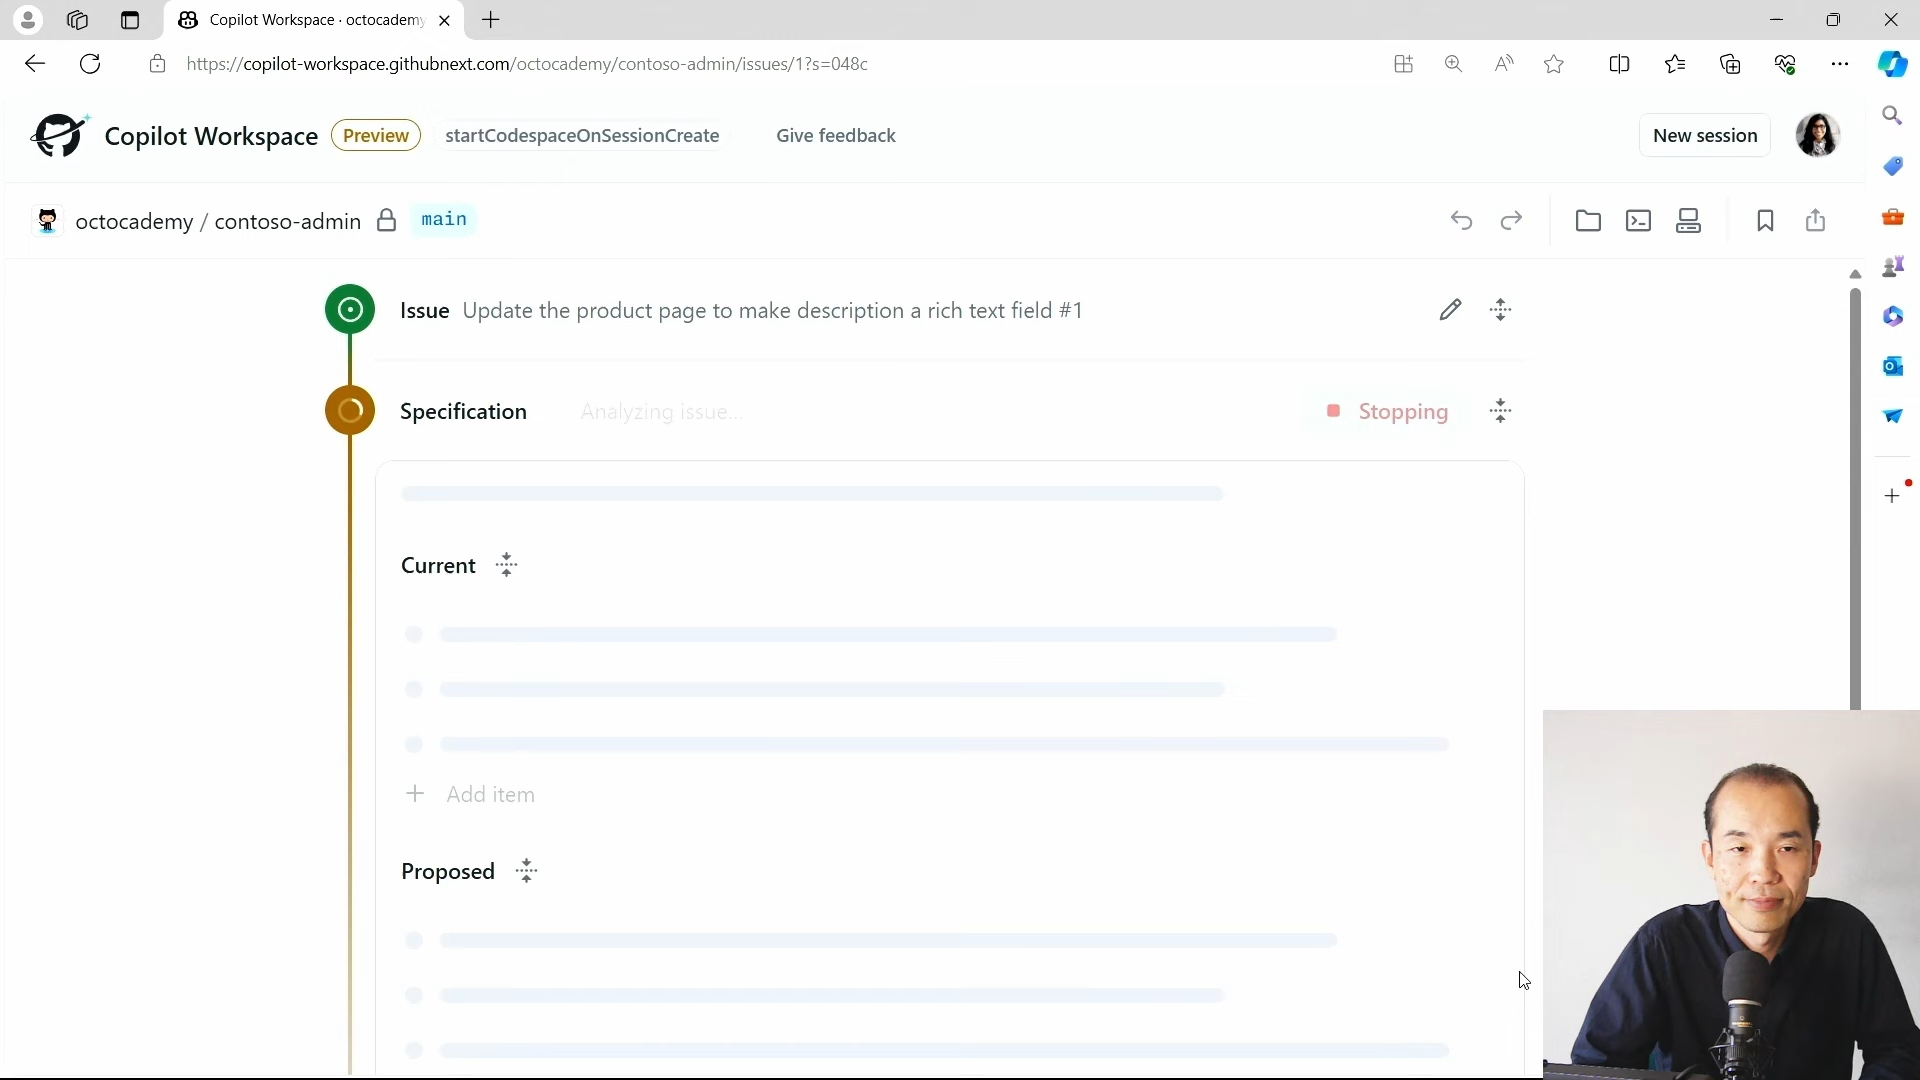 Copilot Workspace · octocademy
https://copilot-workspace.githubnext.com/octocademy/contoso-admin/issues/1?s=048c
Copilot Workspace Preview startCodespaceOnSessionCreate Give feedback New session
octocademy / contoso-admin main
Issue Update the product page to make description a rich text field #1
Specification Analyzing issue... Stopping
Current
Add item
Proposed